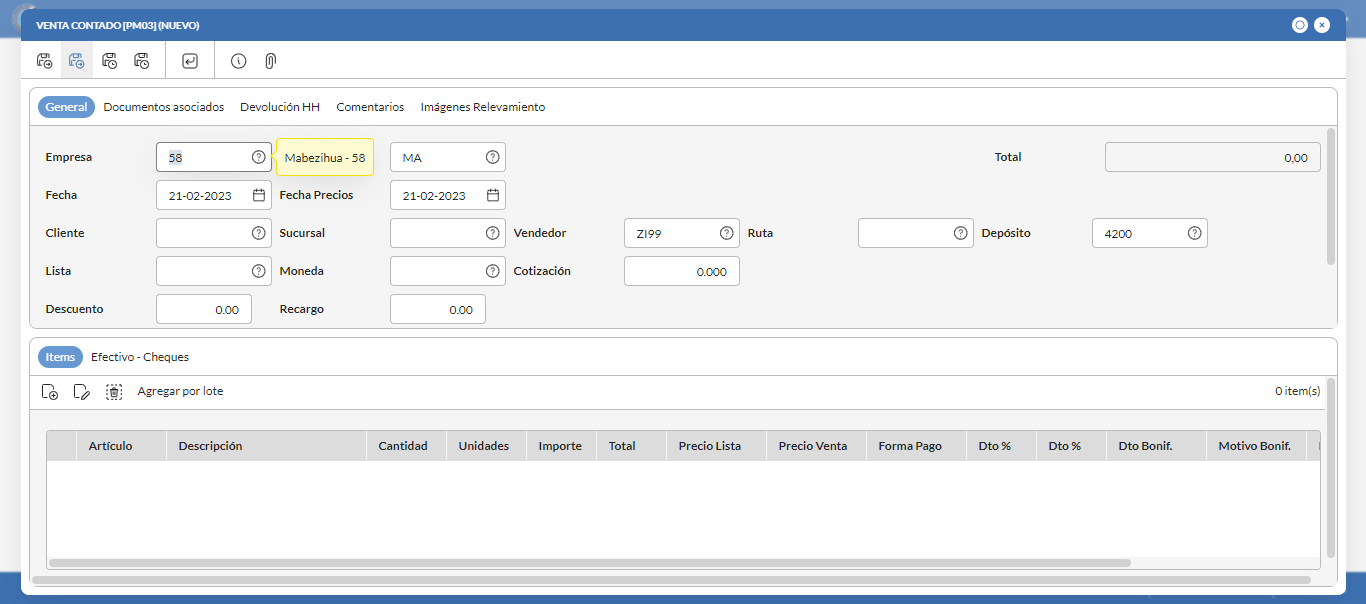 VENTA CONTADO [PM03] (NUEVO)
General Documentos asociados Devolución HH Comentarios Imágenes Relevamiento
Empresa 58 Mabezihua - 58 MA Total 0,00
Fecha 21-02-2023 Fecha Precios 21-02-2023
Cliente Sucursal Vendedor ZI99 Ruta Depósito 4200
Lista Moneda Cotización 0.000
Descuento 0.00 Recargo 0.00
Items Efectivo - Cheques
Agregar por lote 0 item(s)
Artículo Descripción Cantidad Unidades Importe Total Precio Lista Precio Venta Forma Pago Dto % Dto % Dto Bonif. Motivo Bonif.